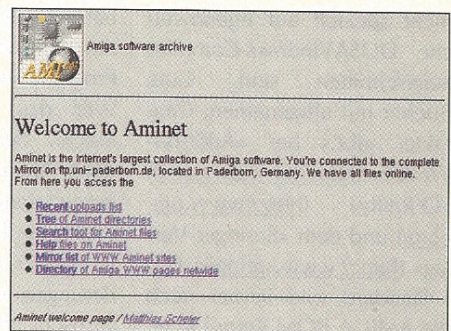 AMI
Amiga software archive
Welcome to Aminet
Aminet is the Internet's largest collection of Amiga software. You're connected to the complete
Mirror on ftp.uni-paderborn.de, located in Paderborn, Germany. We have all files online.
From here you access the
Recent uploads list
Tree of Aminet directories
Search tool for Aminet files
Help files on Aminet
Mirror list of WWW Aminet sites
Directory of Amiga WWW pages netwide
Aminet welcome page / Matthias Scheler